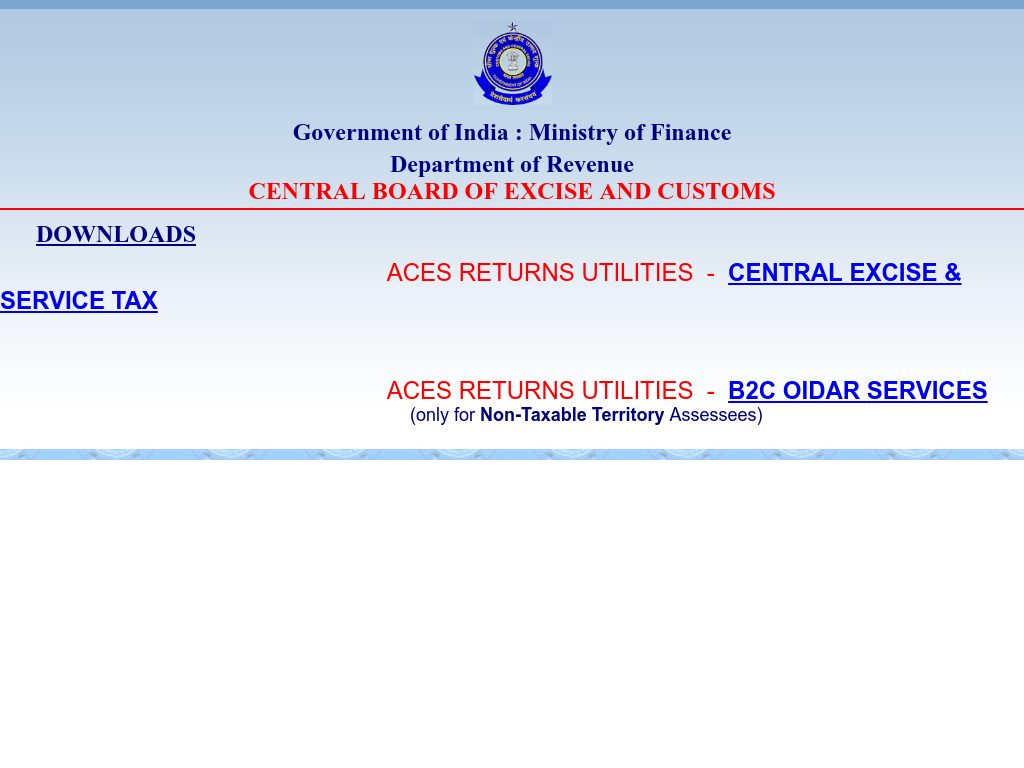 Government of India : Ministry of Finance
Department of Revenue
CENTRAL BOARD OF EXCISE AND CUSTOMS
DOWNLOADS
ACES RETURNS UTILITIES - CENTRAL EXCISE &
SERVICE TAX
ACES RETURNS UTILITIES - B2C OIDAR SERVICES
(only for Non-Taxable Territory Assessees)